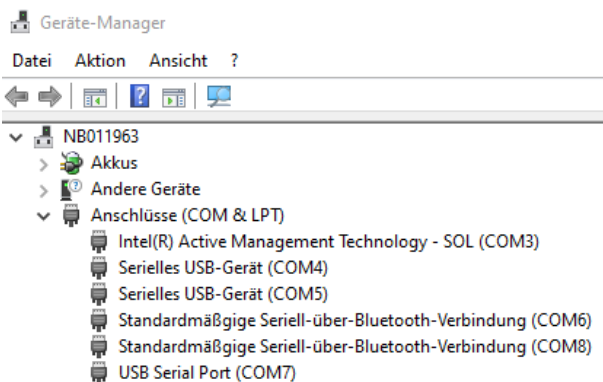 Geräte-Manager
Datei Aktion Ansicht ?
NB011963
Akkus
Andere Geräte
Anschlüsse (COM & LPT)
Intel(R) Active Management Technology - SOL (COM3)
Serielles USB-Gerät (COM4)
Serielles USB-Gerät (COM5)
Standardmäßgige Seriell-über-Bluetooth-Verbindung (COM6)
Standardmäßgige Seriell-über-Bluetooth-Verbindung (COM8)
USB Serial Port (COM7)